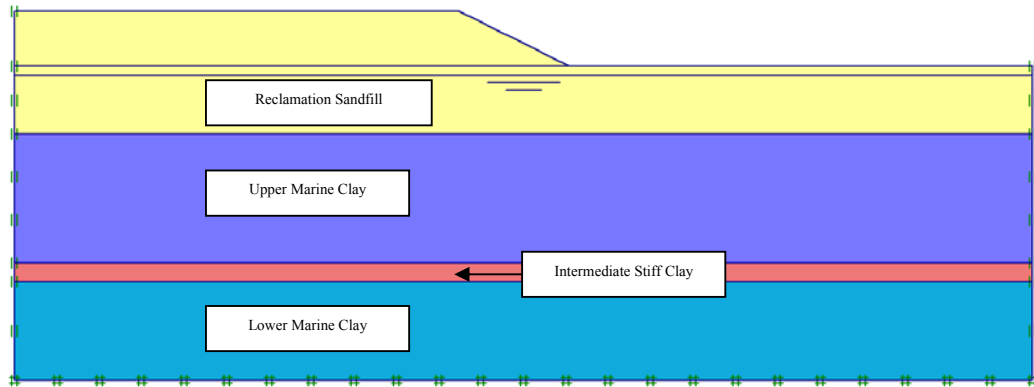 Reclamation Sandfill
Upper Marine Clay
Intermediate Stiff Clay
Lower Marine Clay